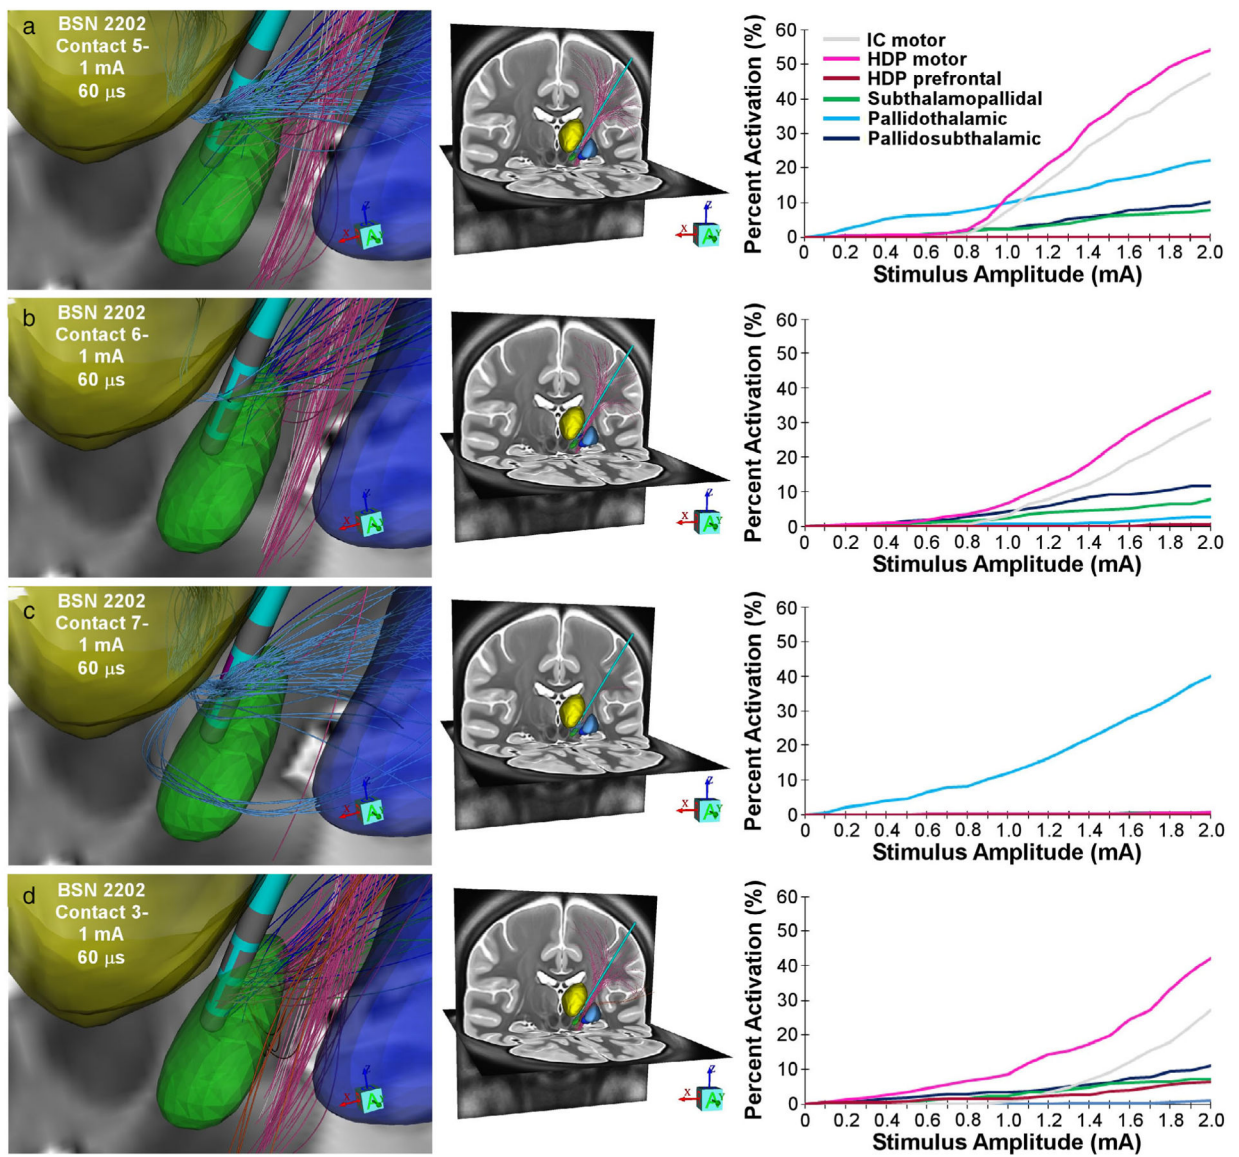 a
BSN 2202
Contact 5-
1 mA
60 µs
Z
X
A
Y
Z
X
A
Y
Percent Activation (%)
60
50
40
30
20
10
0
IC motor
HDP motor
HDP prefrontal
Subthalamopallidal
Pallidothalamic
Pallidosubthalamic
0 0.2 0.4 0.6 0.8 1.0 1.2 1.4 1.6 1.8 2.0
Stimulus Amplitude (mA)
b
BSN 2202
Contact 6-
1 mA
60 µs
Z
X
A
Y
Z
X
A
Y
Percent Activation (%)
60
50
40
30
20
10
0
0 0.2 0.4 0.6 0.8 1.0 1.2 1.4 1.6 1.8 2.0
Stimulus Amplitude (mA)
c
BSN 2202
Contact 7-
1 mA
60 µs
Z
X
A
Y
Z
X
A
Y
Percent Activation (%)
60
50
40
30
20
10
0
0 0.2 0.4 0.6 0.8 1.0 1.2 1.4 1.6 1.8 2.0
Stimulus Amplitude (mA)
d
BSN 2202
Contact 3-
1 mA
60 µs
Z
X
A
Y
Z
X
A
Y
Percent Activation (%)
60
50
40
30
20
10
0
0 0.2 0.4 0.6 0.8 1.0 1.2 1.4 1.6 1.8 2.0
Stimulus Amplitude (mA)